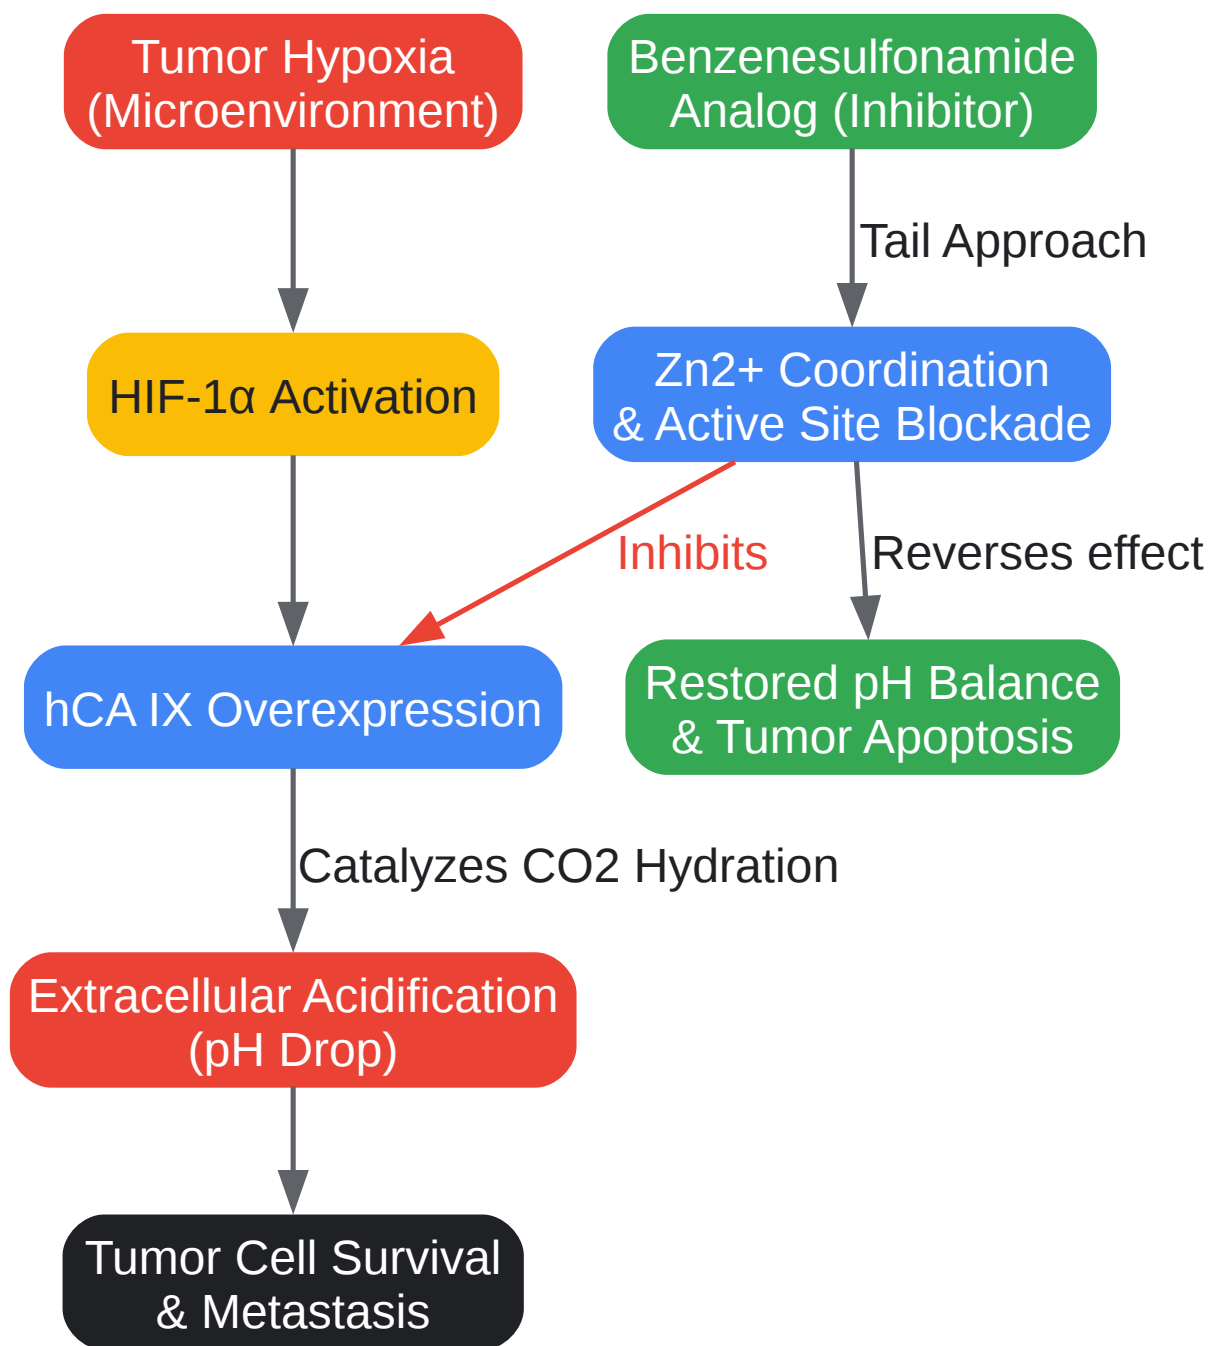 Tumor Hypoxia
(Microenvironment)
Benzenesulfonamide
Analog (Inhibitor)
Tail Approach
HIF-1α Activation
Zn2+ Coordination
& Active Site Blockade
Inhibits
Reverses effect
hCA IX Overexpression
Restored pH Balance
& Tumor Apoptosis
Catalyzes CO2 Hydration
Extracellular Acidification
(pH Drop)
Tumor Cell Survival
& Metastasis